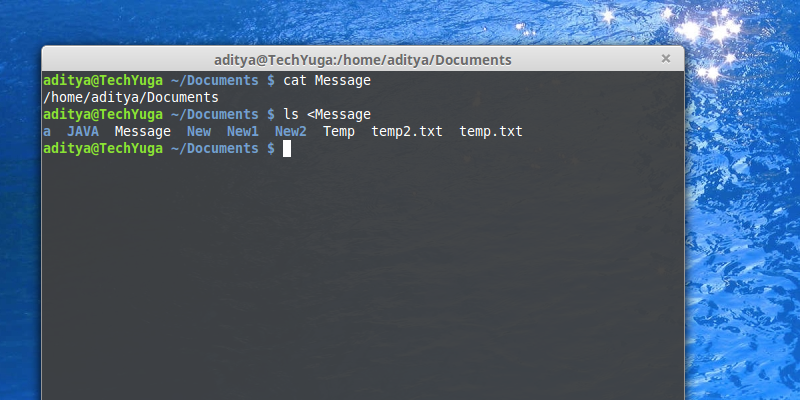 aditya@TechYuga:/home/aditya/Documents ×
aditya@TechYuga ~/Documents $ cat Message
/home/aditya/Documents
aditya@TechYuga ~/Documents $ ls <Message
a  JAVA  Message  New  New1  New2  Temp  temp2.txt  temp.txt
aditya@TechYuga ~/Documents $